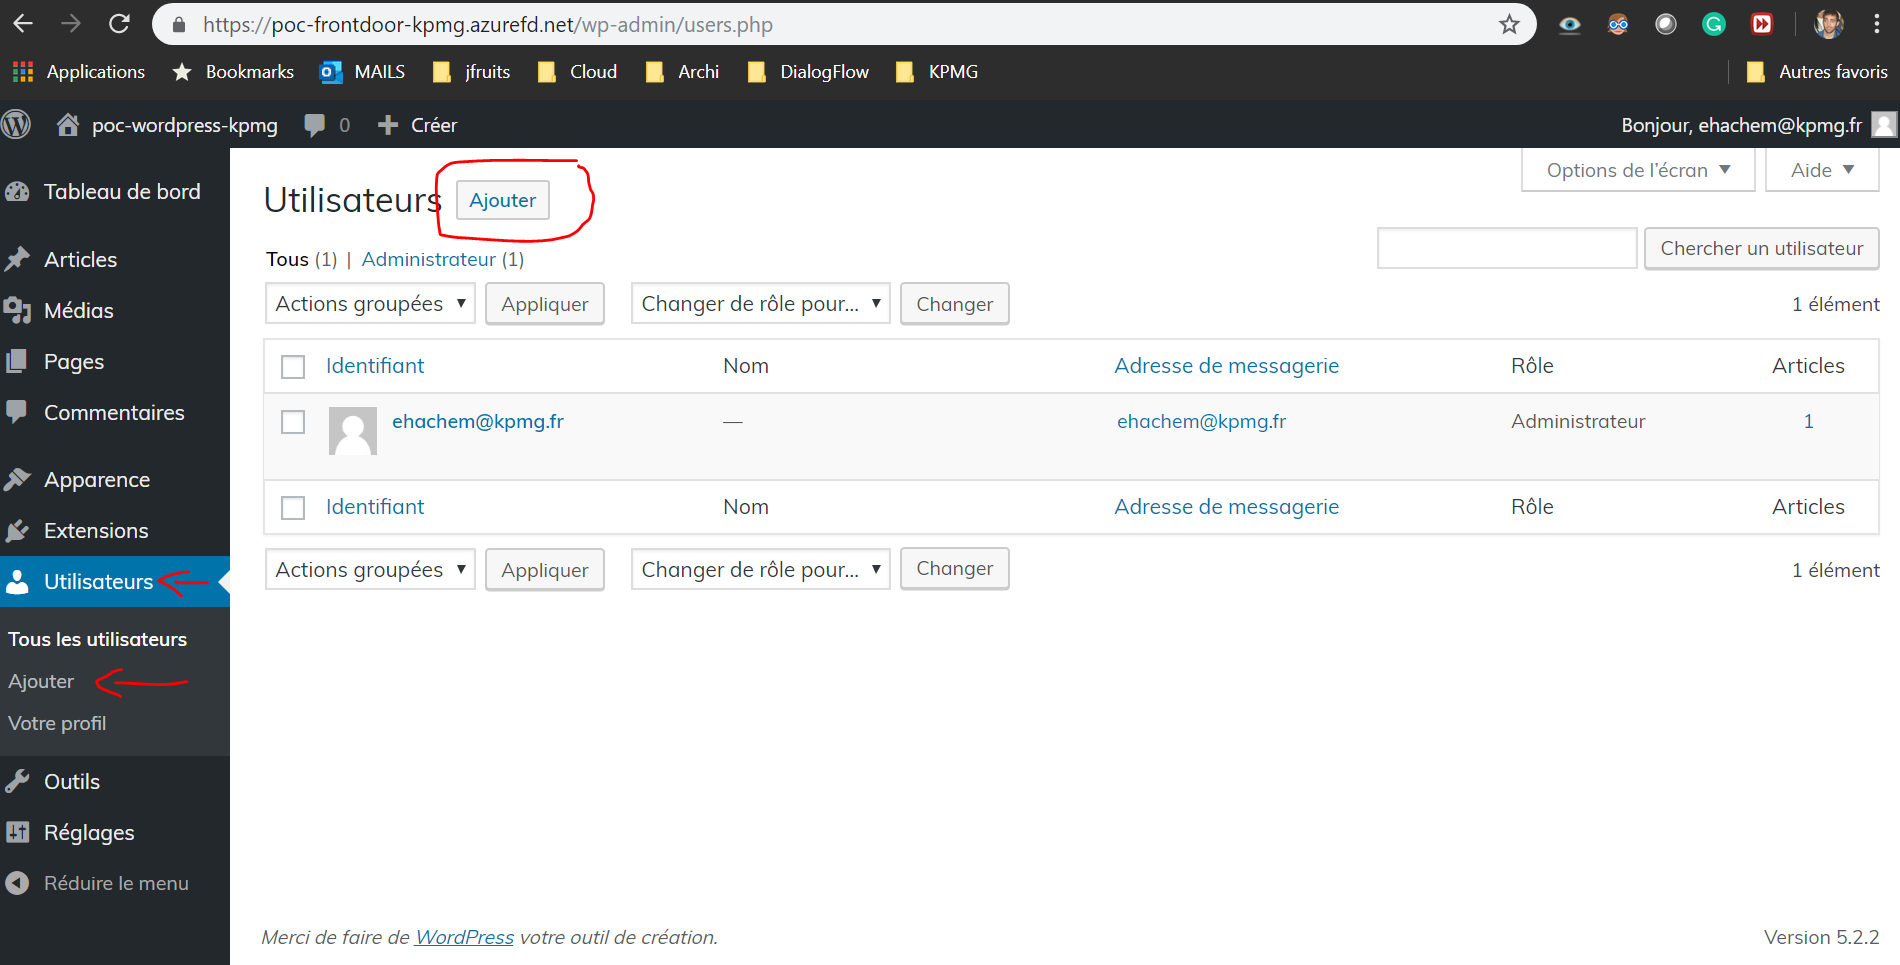 https://poc-frontdoor-kpmg.azurefd.net/wp-admin/users.php
Applications Bookmarks MAILS jfruits Cloud Archi DialogFlow KPMG Autres favoris
poc-wordpress-kpmg 0 Créer Bonjour, ehachem@kpmg.fr
Options de l'écran ▼ Aide ▼
Tableau de bord
Articles
Médias
Pages
Commentaires
Apparence
Extensions
Utilisateurs
Tous les utilisateurs
Ajouter
Votre profil
Outils
Réglages
Réduire le menu
Utilisateurs Ajouter
Tous (1) | Administrateur (1)
Chercher un utilisateur
Actions groupées ▼ Appliquer Changer de rôle pour... ▼ Changer 1 élément
Identifiant Nom Adresse de messagerie Rôle Articles
ehachem@kpmg.fr — ehachem@kpmg.fr Administrateur 1
Identifiant Nom Adresse de messagerie Rôle Articles
Actions groupées ▼ Appliquer Changer de rôle pour... ▼ Changer 1 élément
Merci de faire de WordPress votre outil de création. Version 5.2.2